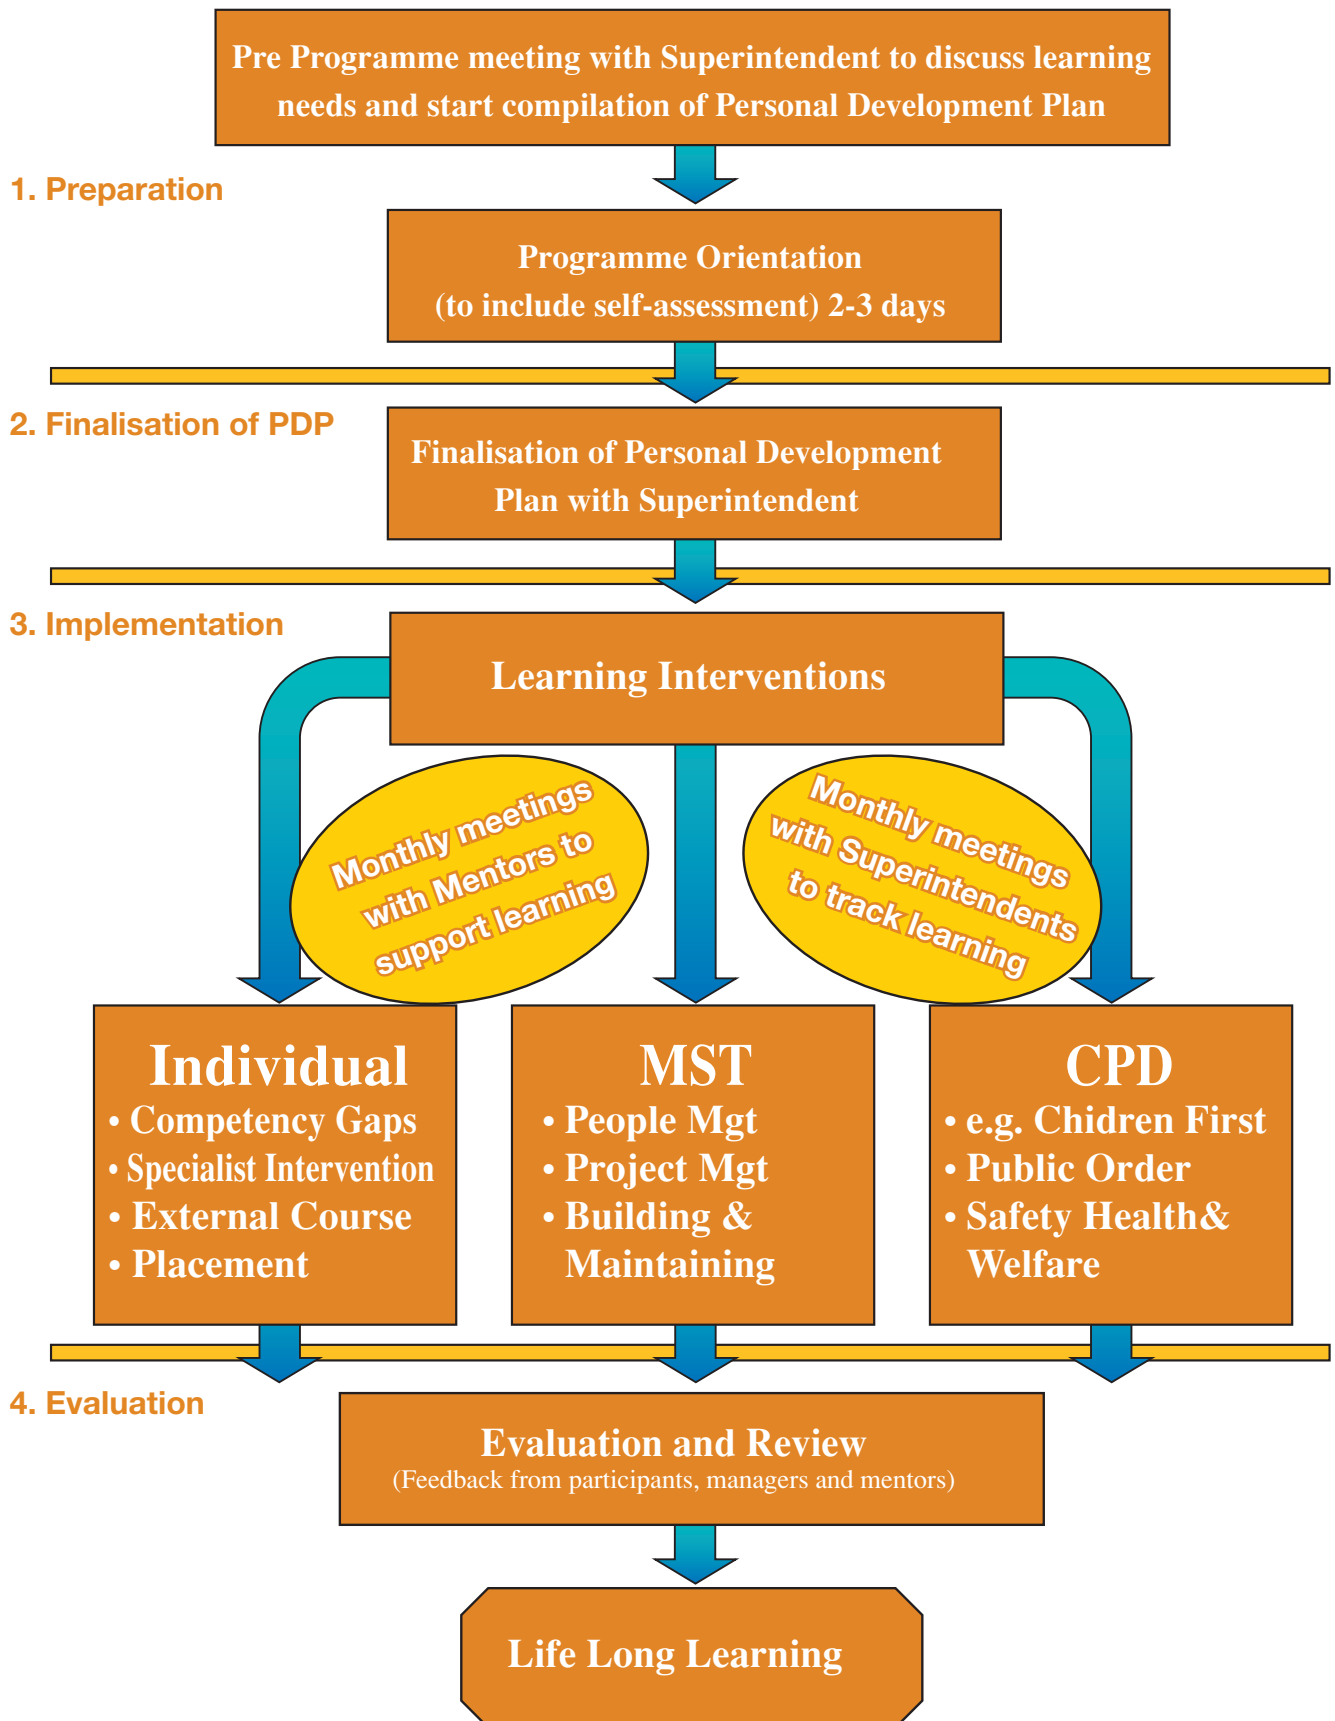 Pre Programme meeting with Superintendent to discuss learning
needs and start compilation of Personal Development Plan
1. Preparation
Programme Orientation
(to include self-assessment) 2-3 days
2. Finalisation of PDP
Finalisation of Personal Development
Plan with Superintendent
3. Implementation
Learning Interventions
Monthly meetings
with Mentors to
support learning
Monthly meetings
with Superintendents
to track learning
Individual
• Competency Gaps
• Specialist Intervention
• External Course
• Placement
MST
• People Mgt
• Project Mgt
• Building &
Maintaining
CPD
• e.g. Chidren First
• Public Order
• Safety Health&
Welfare
4. Evaluation
Evaluation and Review
(Feedback from participants, managers and mentors)
Life Long Learning